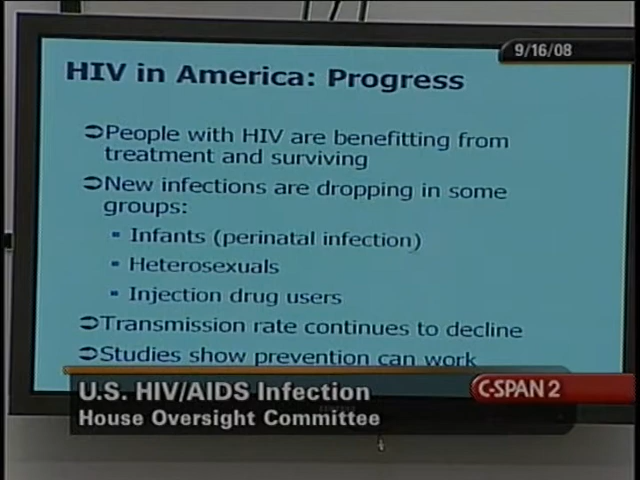 9/16/08
HIV in America: Progress
➲People with HIV are benefitting from
treatment and surviving
➲New infections are dropping in some
groups:
▪ Infants (perinatal infection)
▪ Heterosexuals
▪ Injection drug users
➲Transmission rate continues to decline
➲Studies show prevention can work
U.S. HIV/AIDS Infection
House Oversight Committee
C-SPAN 2